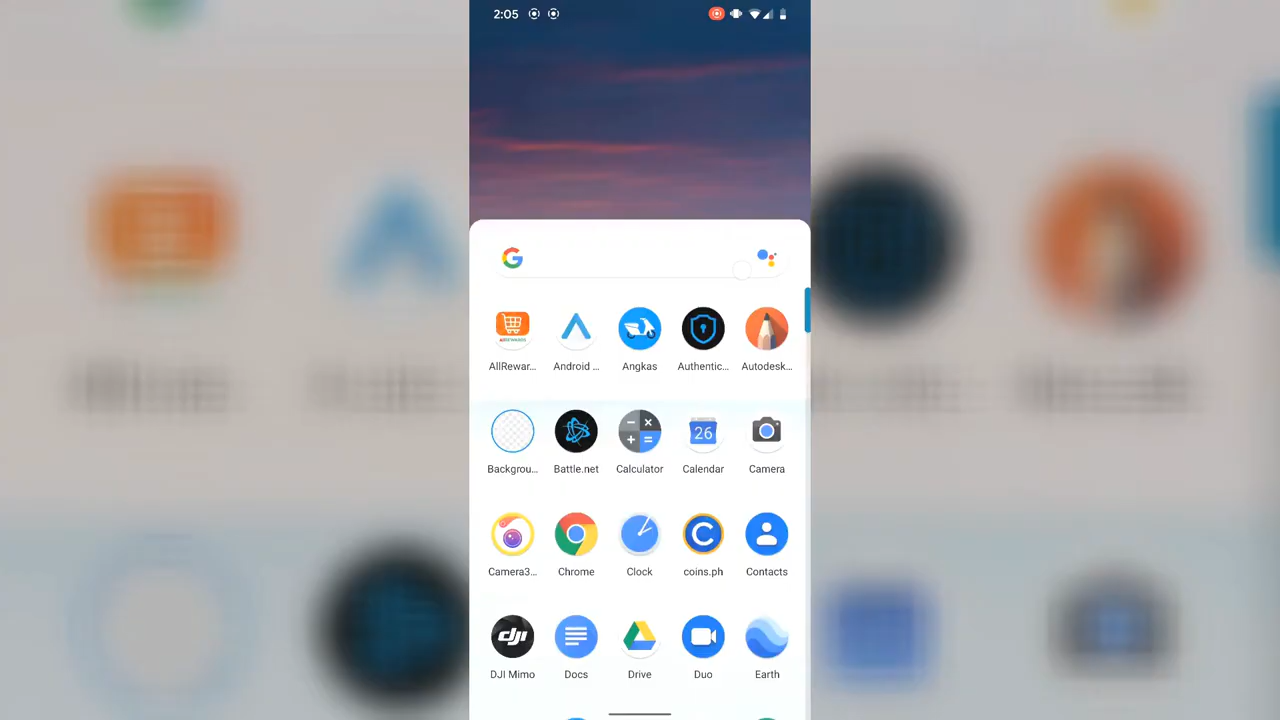 2:05
AllRewar... Android ... Angkas Authentic... Autodesk...
26
Backgrou... Battle.net Calculator Calendar Camera
Camera3... Chrome Clock coins.ph Contacts
dji
DJI Mimo Docs Drive Duo Earth